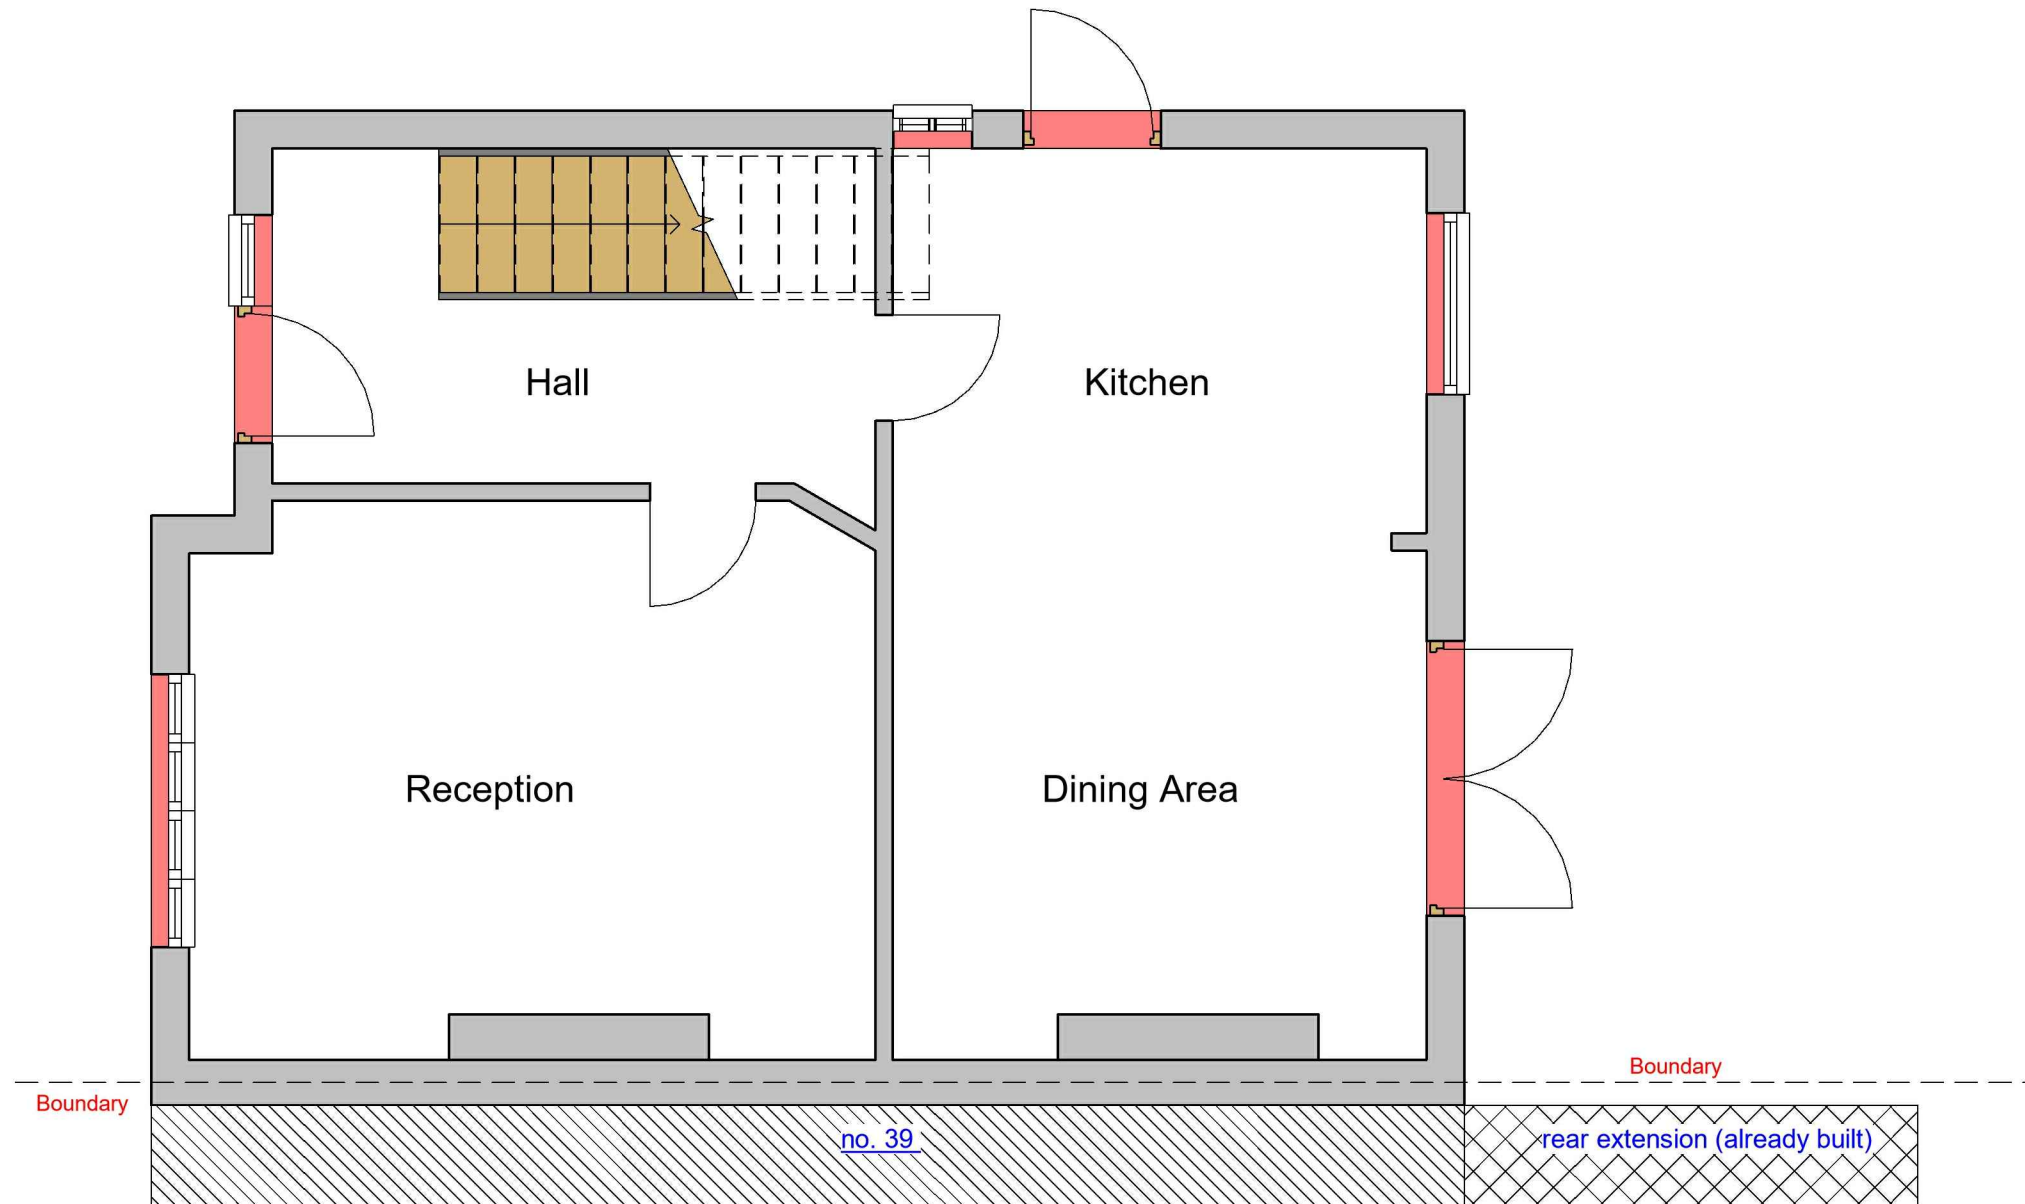 Hall
Kitchen
Reception
Dining Area
Boundary
Boundary
no. 39
rear extension (already built)